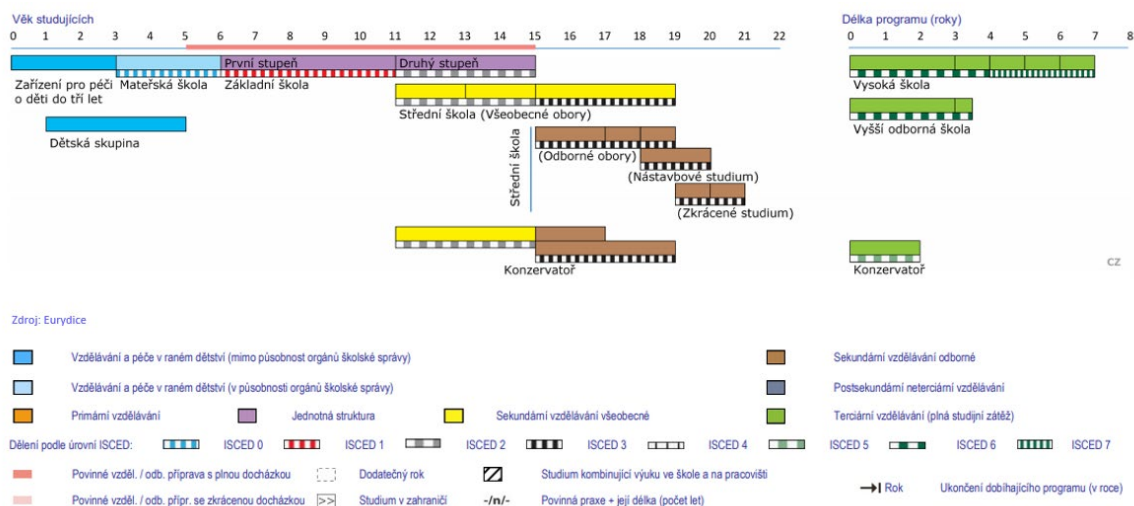 Věk studujících
Délka programu (roky)
0 1 2 3 4 5 6 7 8 9 10 11 12 13 14 15 16 17 18 19 20 21 22
0 1 2 3 4 5 6 7 8
První stupeň
Druhý stupeň
Zařízení pro péči
o děti do tří let
Mateřská škola
Základní škola
Vysoká škola
Střední škola (Všeobecné obory)
Vyšší odborná škola
Dětská skupina
Střední škola
(Odborné obory)
(Nástavbové studium)
(Zkrácené studium)
Konzervatoř
Konzervatoř
CZ
Zdroj: Eurydice
Vzdělávání a péče v raném dětství (mimo působnost orgánů školské správy)
Sekundární vzdělávání odborné
Vzdělávání a péče v raném dětství (v působnosti orgánů školské správy)
Postsekundární neterciární vzdělávání
Primární vzdělávání
Jednotná struktura
Sekundární vzdělávání všeobecné
Terciární vzdělávání (plná studijní zátěž)
Dělení podle úrovní ISCED: ISCED 0 ISCED 1 ISCED 2 ISCED 3 ISCED 4 ISCED 5 ISCED 6 ISCED 7
Povinné vzděl. / odb. příprava s plnou docházkou
Dodatečný rok
Studium kombinující výuku ve škole a na pracovišti
Povinné vzděl. / odb. přípr. se zkrácenou docházkou
>> Studium v zahraničí
-/n/- Povinná praxe + její délka (počet let)
Rok Ukončení dobíhajícího programu (v roce)